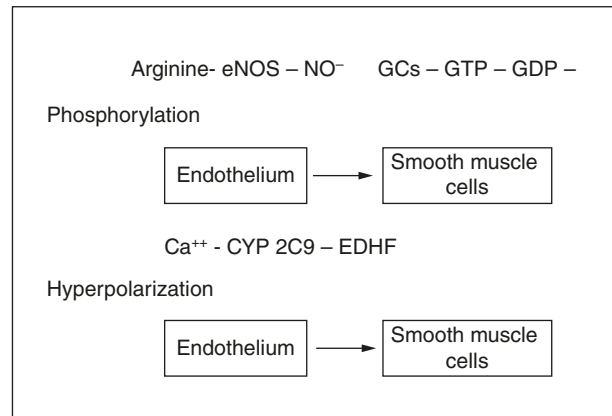 Arginine- eNOS – NO⁻ GCs – GTP – GDP –
Phosphorylation
Endothelium
Smooth muscle
cells
Ca⁺⁺ - CYP 2C9 – EDHF
Hyperpolarization
Endothelium
Smooth muscle
cells